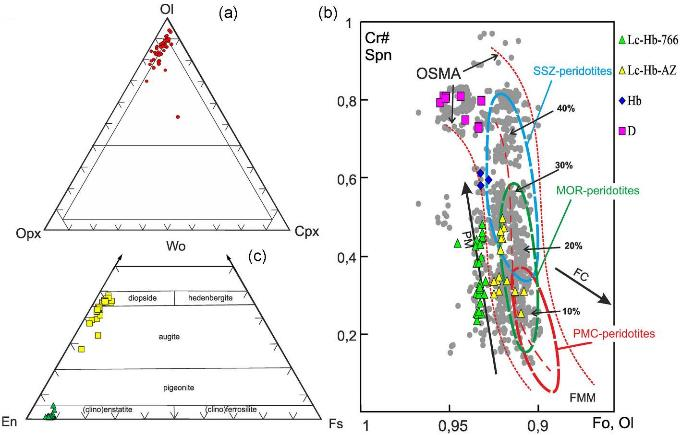 (a)
Ol
Opx
Cpx
Wo
(c)
diopside
hedenbergite
augite
pigeonite
(clino)enstatite
(clino)ferrosilite
En
Fs
(b)
1
Cr#
Spn
0,8
0,6
0,4
0,2
1
0,95
0,9
Fo, Ol
OSMA
SSZ-peridotites
40%
30%
MOR-peridotites
20%
PM
FC
10%
PMC-peridotites
FMM
Lc-Hb-766
Lc-Hb-AZ
Hb
D